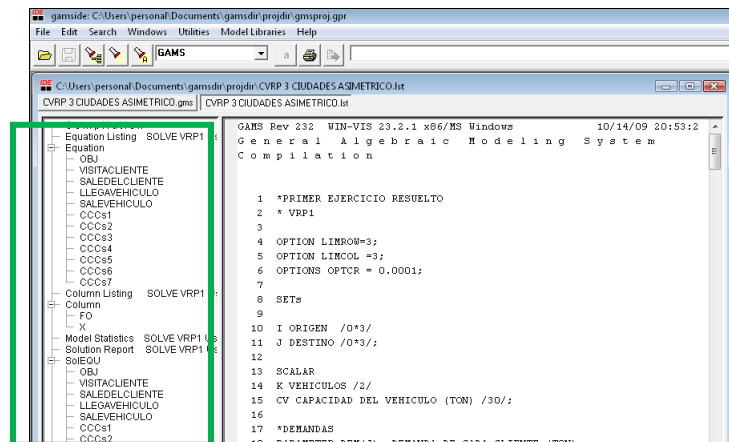 gamside: C:\Users\personal\Documents\gamsdir\projdir\gmsproj.gpr
File Edit Search Windows Utilities Model Libraries Help
GAMS
a
C:\Users\personal\Documents\gamsdir\projdir\CVRP 3 CIUDADES ASIMETRICO.lst
CVRP 3 CIUDADES ASIMETRICO.gms CVRP 3 CIUDADES ASIMETRICO.lst
Equation Listing SOLVE VRP1
Equation
OBJ
VISITACLIENTE
SALEDELCLIENTE
LLEGAVEHICULO
SALEVEHICULO
CCCs1
CCCs2
CCCs3
CCCs4
CCCs5
CCCs6
CCCs7
Column Listing SOLVE VRP1
Column
FO
X
Model Statistics SOLVE VRP1
Solution Report SOLVE VRP1
SolEQU
OBJ
VISITACLIENTE
SALEDELCLIENTE
LLEGAVEHICULO
SALEVEHICULO
CCCs1
CCCs2
GAMS Rev 232 WIN-VIS 23.2.1 x86/MS Windows 10/14/09 20:53:2
G e n e r a l A l g e b r a i c M o d e l i n g S y s t e m
C o m p i l a t i o n
1 *PRIMER EJERCICIO RESUELTO
2 * VRP1
3
4 OPTION LIMROW=3;
5 OPTION LIMCOL =3;
6 OPTIONS OPTCR = 0.0001;
7
8 SETs
9
10 I ORIGEN /0*3/
11 J DESTINO /0*3/;
12
13 SCALAR
14 K VEHICULOS /2/
15 CV CAPACIDAD DEL VEHICULO (TON) /30/;
16
17 *DEMANDAS